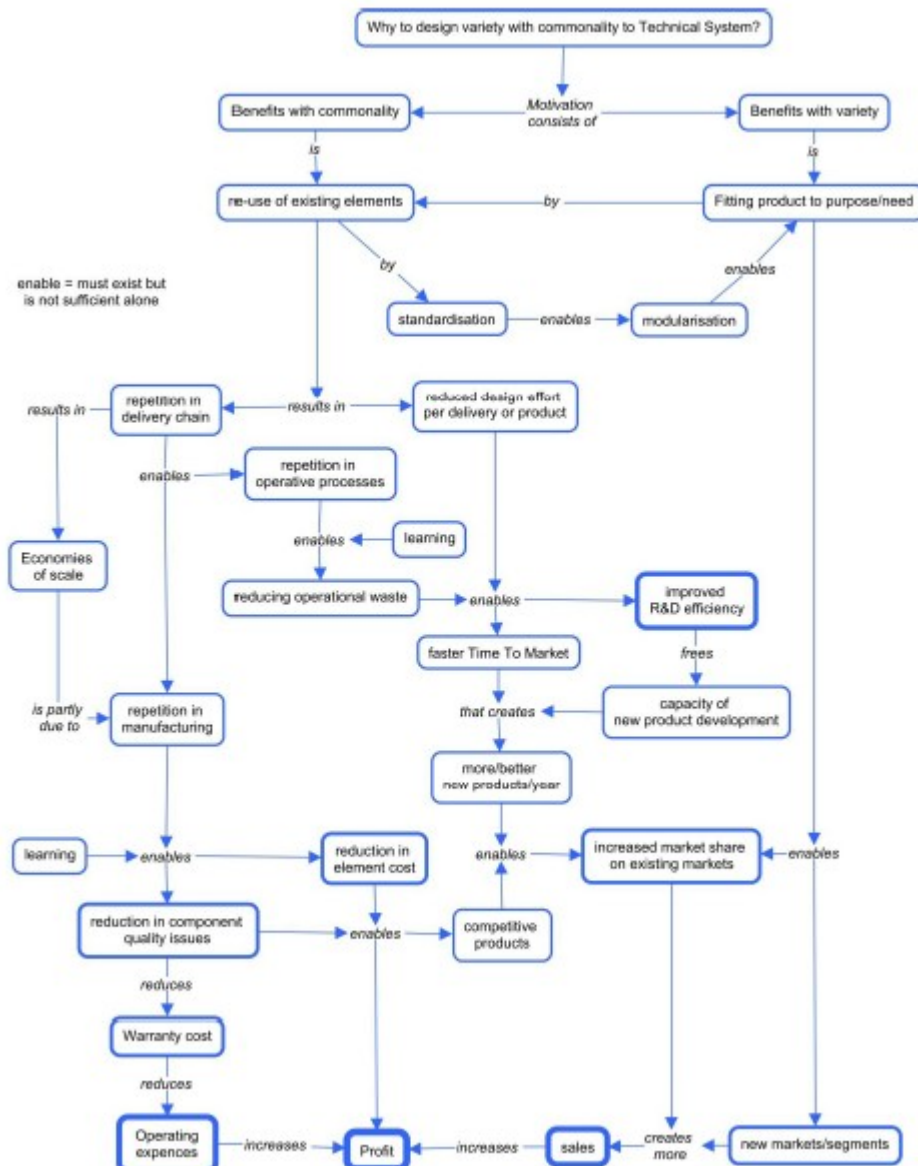 Why to design variety with commonality to Technical System?
Motivation
consists of
Benefits with commonality
Benefits with variety
is
is
re-use of existing elements
by
Fitting product to purpose/need
by
enables
enable = must exist but
is not sufficient alone
standardisation
enables
modularisation
results in
repetition in
delivery chain
results in
reduced design effort
per delivery or product
enables
repetition in
operative processes
enables
learning
Economies
of scale
reducing operational waste
enables
improved
R&D efficiency
faster Time To Market
frees
is partly
due to
repetition in
manufacturing
that creates
capacity of
new product development
more/better
new products/year
learning
enables
reduction in
element cost
enables
increased market share
on existing markets
enables
reduction in component
quality issues
enables
competitive
products
reduces
Warranty cost
reduces
Operating
expences
increases
Profit
increases
sales
creates
more
new markets/segments